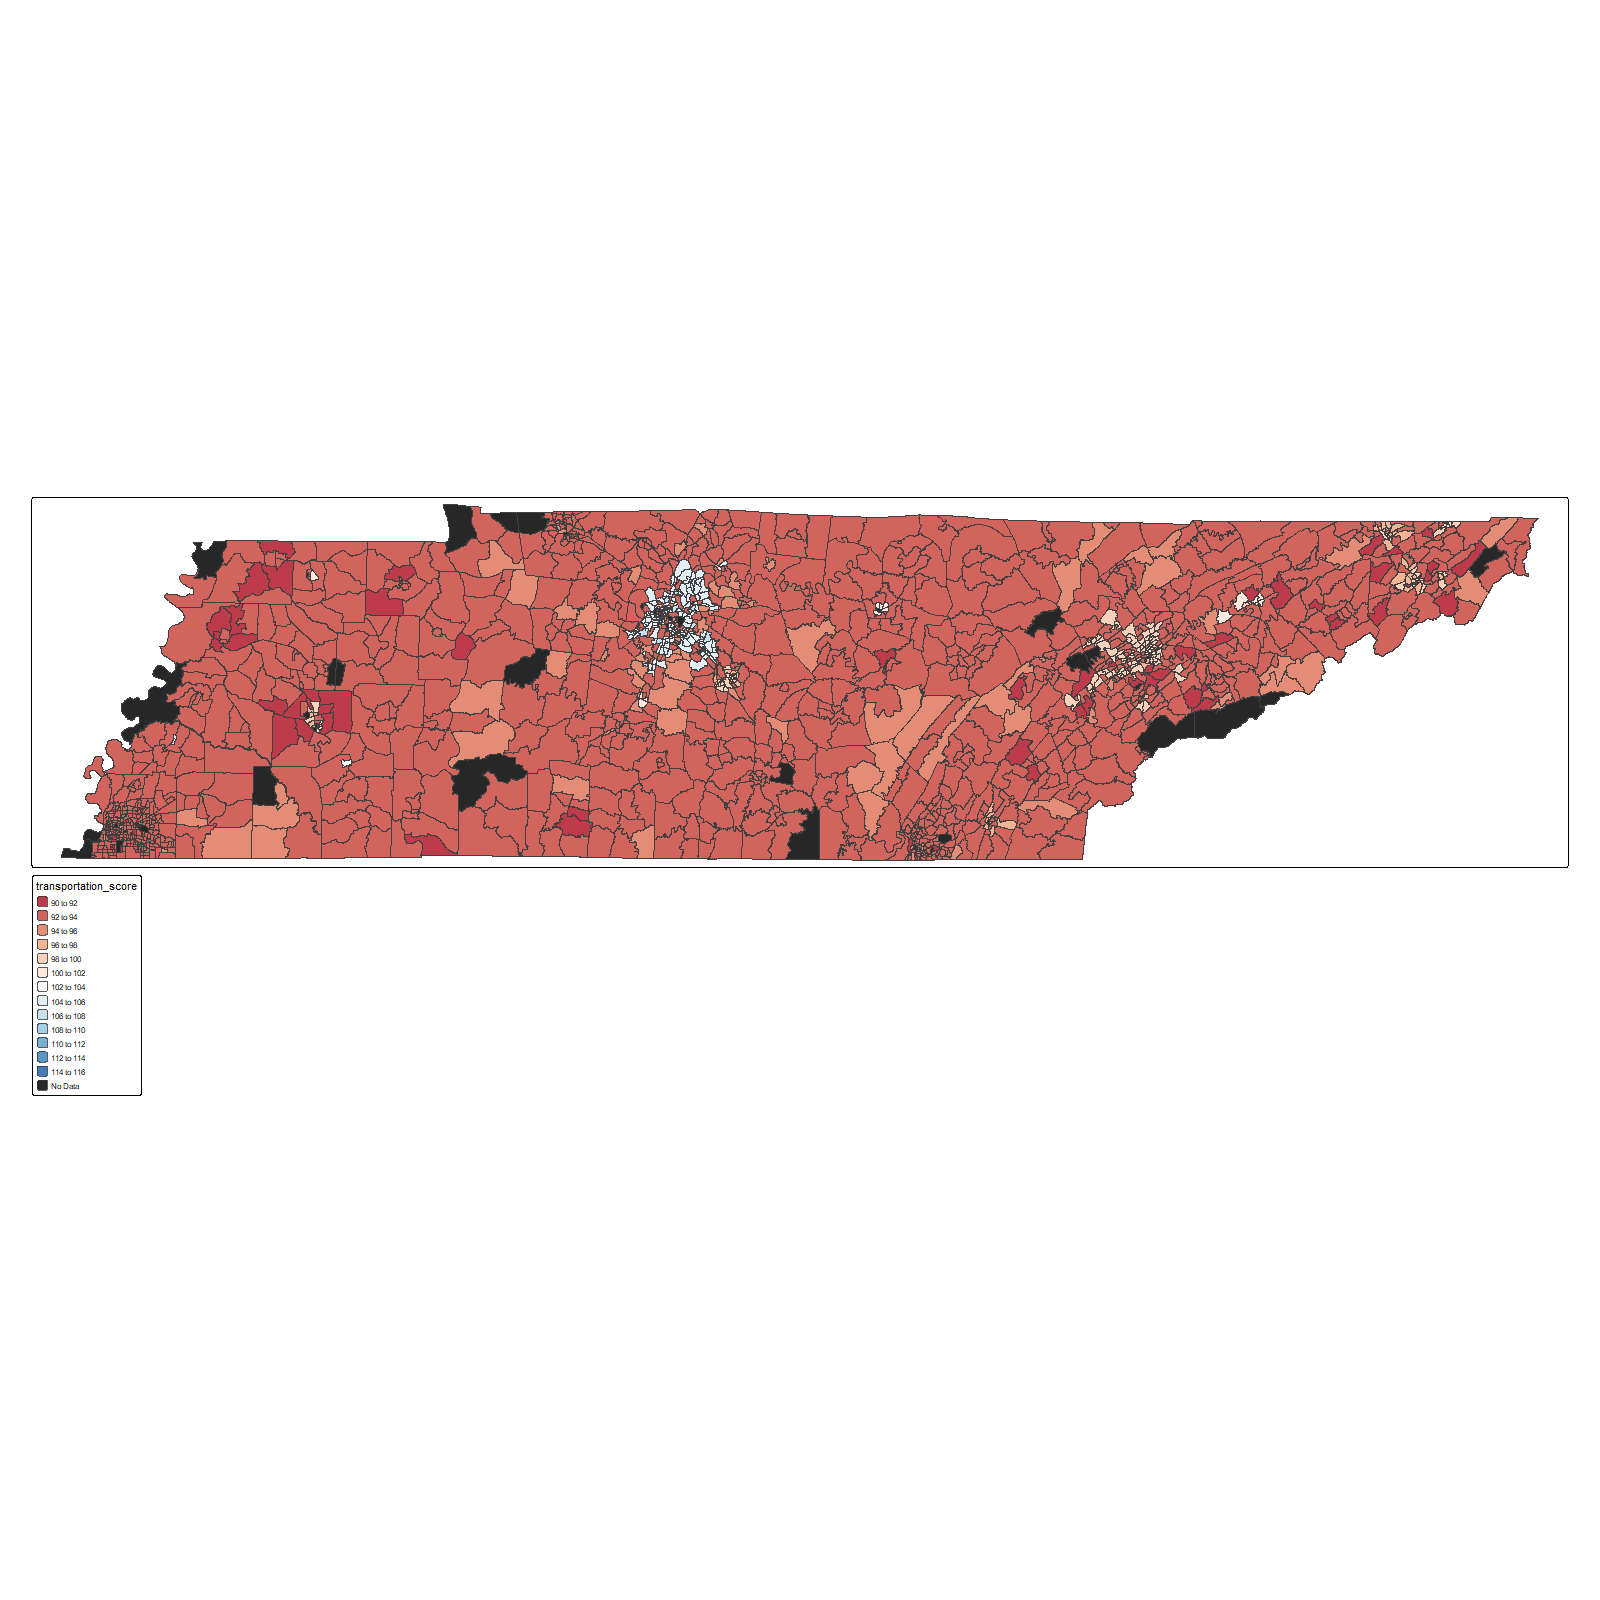 transportation_score
90 to 92
92 to 94
94 to 96
96 to 98
98 to 100
100 to 102
102 to 104
104 to 106
106 to 108
108 to 110
110 to 112
112 to 114
114 to 116
No Data